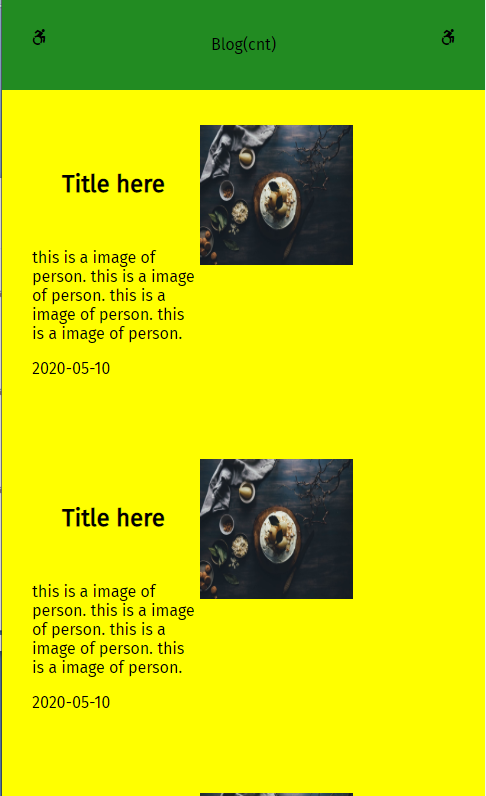 Blog(cnt)
Title here
this is a image of
person. this is a image
of person. this is a
image of person. this
is a image of person.
2020-05-10
Title here
this is a image of
person. this is a image
of person. this is a
image of person. this
is a image of person.
2020-05-10